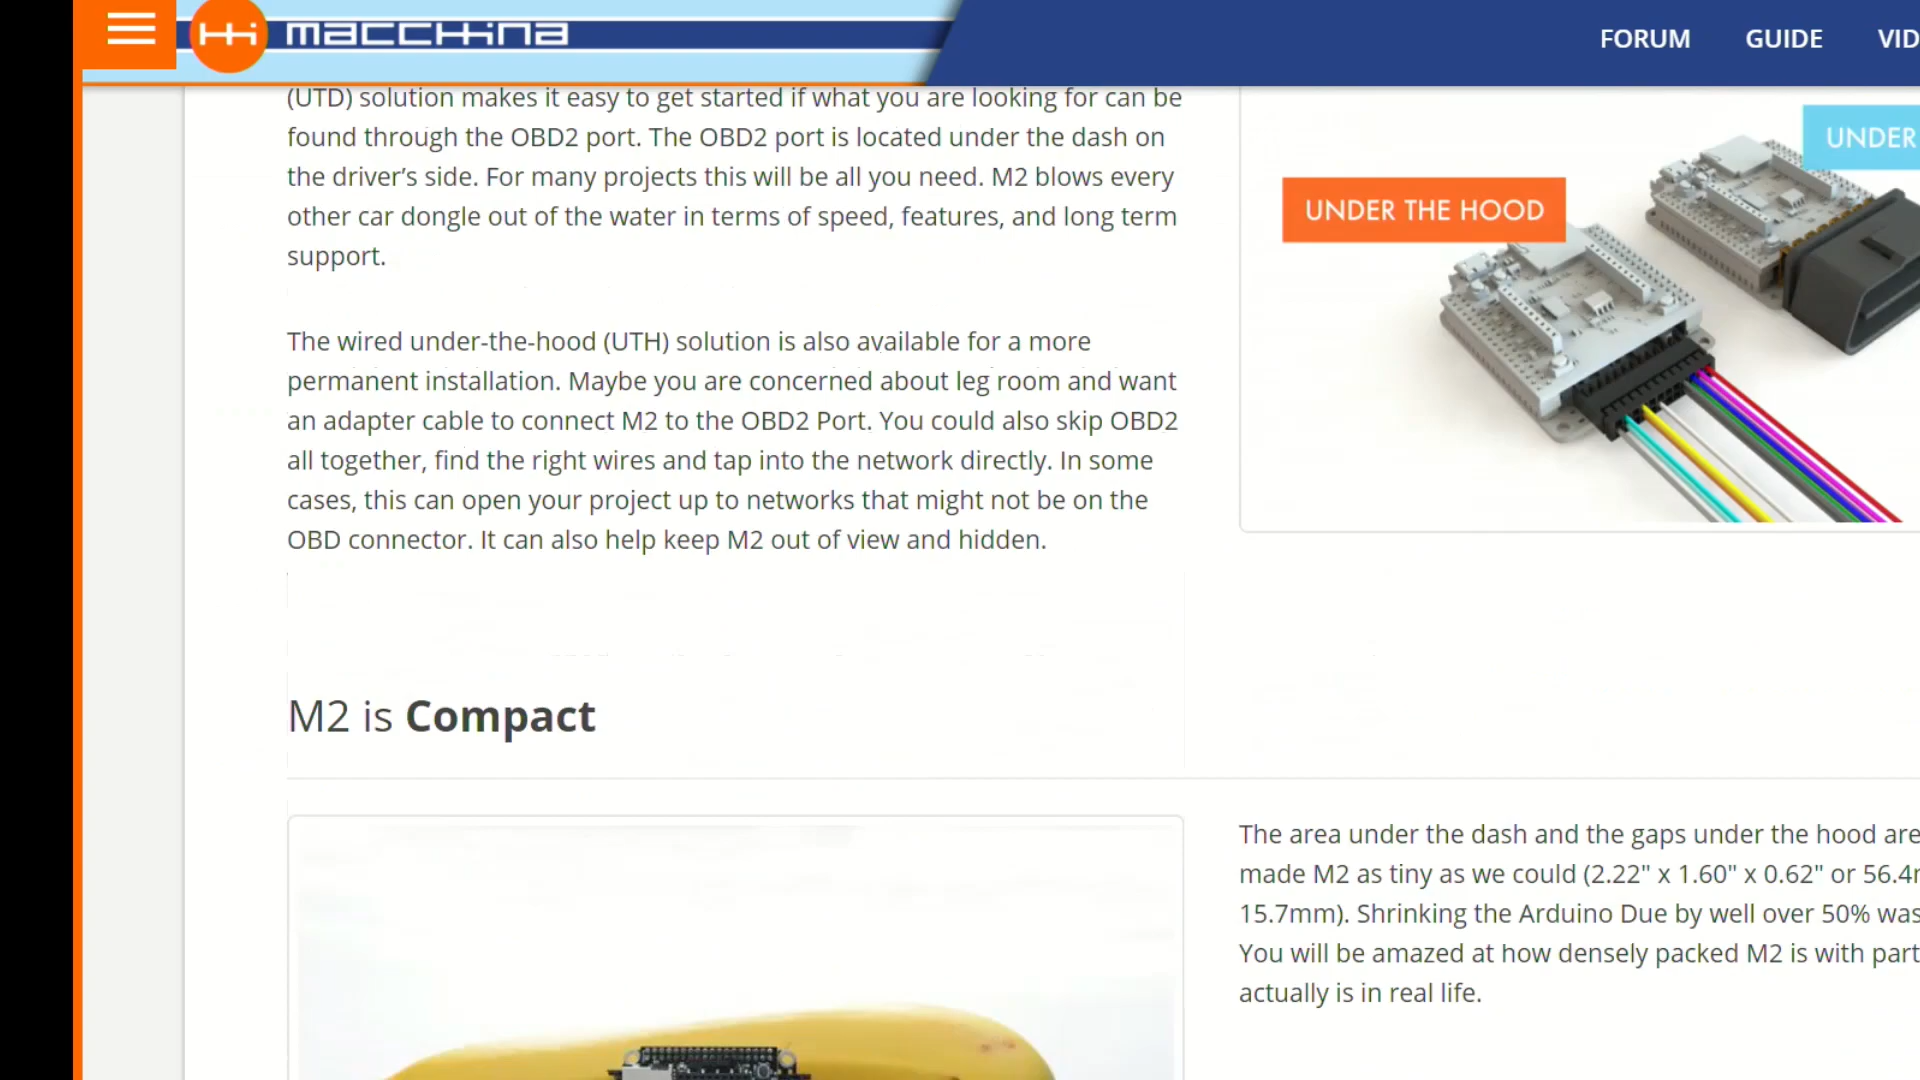 macchina
FORUM GUIDE VID
(UTD) solution makes it easy to get started if what you are looking for can be
found through the OBD2 port. The OBD2 port is located under the dash on
the driver’s side. For many projects this will be all you need. M2 blows every
other car dongle out of the water in terms of speed, features, and long term
support.
The wired under-the-hood (UTH) solution is also available for a more
permanent installation. Maybe you are concerned about leg room and want
an adapter cable to connect M2 to the OBD2 Port. You could also skip OBD2
all together, find the right wires and tap into the network directly. In some
cases, this can open your project up to networks that might not be on the
OBD connector. It can also help keep M2 out of view and hidden.
UNDER
UNDER THE HOOD
M2 is Compact
The area under the dash and the gaps under the hood are
made M2 as tiny as we could (2.22" x 1.60" x 0.62" or 56.4
15.7mm). Shrinking the Arduino Due by well over 50% was
You will be amazed at how densely packed M2 is with part
actually is in real life.